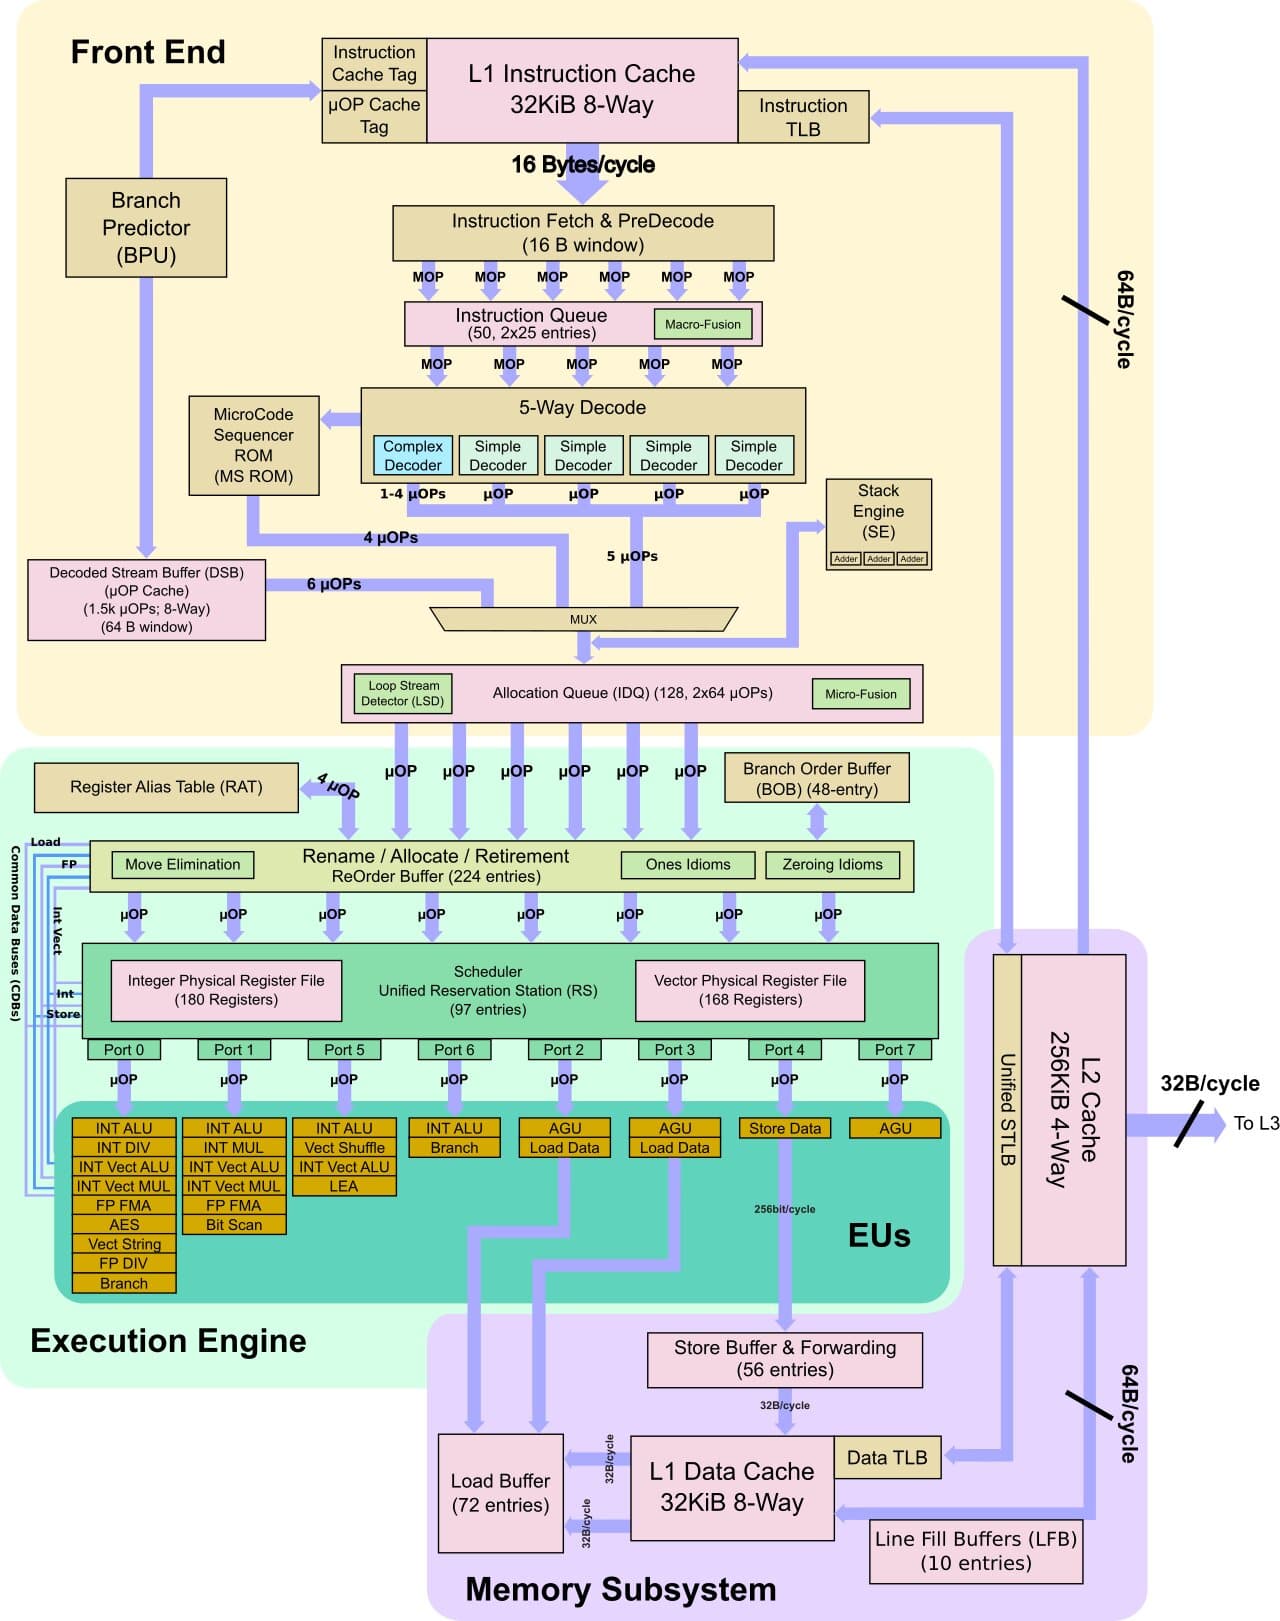 Front End
Instruction
Cache Tag
µOP Cache
Tag
L1 Instruction Cache
32KiB 8-Way
Instruction
TLB
16 Bytes/cycle
Branch
Predictor
(BPU)
Instruction Fetch & PreDecode
(16 B window)
MOP MOP MOP MOP MOP MOP
Instruction Queue
(50, 2x25 entries)
Macro-Fusion
64B/cycle
MOP MOP MOP MOP MOP
MicroCode
Sequencer
ROM
(MS ROM)
5-Way Decode
Complex
Decoder
Simple
Decoder
Simple
Decoder
Simple
Decoder
Simple
Decoder
1-4 µOPs µOP µOP µOP µOP
Stack
Engine
(SE)
Adder Adder Adder
4 µOPs
5 µOPs
Decoded Stream Buffer (DSB)
(µOP Cache)
(1.5k µOPs; 8-Way)
(64 B window)
6 µOPs
MUX
Loop Stream
Detector (LSD)
Allocation Queue (IDQ) (128, 2x64 µOPs)
Micro-Fusion
Register Alias Table (RAT)
4 µOP
µOP µOP µOP µOP µOP µOP
Branch Order Buffer
(BOB) (48-entry)
Load
FP
Common Data Buses (CDBs)
Int Vect
Int
Store
Move Elimination
Rename / Allocate / Retirement
ReOrder Buffer (224 entries)
Ones Idioms
Zeroing Idioms
µOP µOP µOP µOP µOP µOP µOP µOP
Integer Physical Register File
(180 Registers)
Scheduler
Unified Reservation Station (RS)
(97 entries)
Vector Physical Register File
(168 Registers)
Port 0 Port 1 Port 5 Port 6 Port 2 Port 3 Port 4 Port 7
µOP µOP µOP µOP µOP µOP µOP µOP
INT ALU
INT DIV
INT Vect ALU
INT Vect MUL
FP FMA
AES
Vect String
FP DIV
Branch
INT ALU
INT MUL
INT Vect ALU
INT Vect MUL
FP FMA
Bit Scan
INT ALU
Vect Shuffle
INT Vect ALU
LEA
INT ALU
Branch
AGU
Load Data
AGU
Load Data
Store Data
AGU
256bit/cycle
EUs
Execution Engine
Unified STLB
L2 Cache
256KiB 4-Way
32B/cycle
To L3
Store Buffer & Forwarding
(56 entries)
32B/cycle
64B/cycle
Load Buffer
(72 entries)
32B/cycle
32B/cycle
L1 Data Cache
32KiB 8-Way
Data TLB
Line Fill Buffers (LFB)
(10 entries)
Memory Subsystem